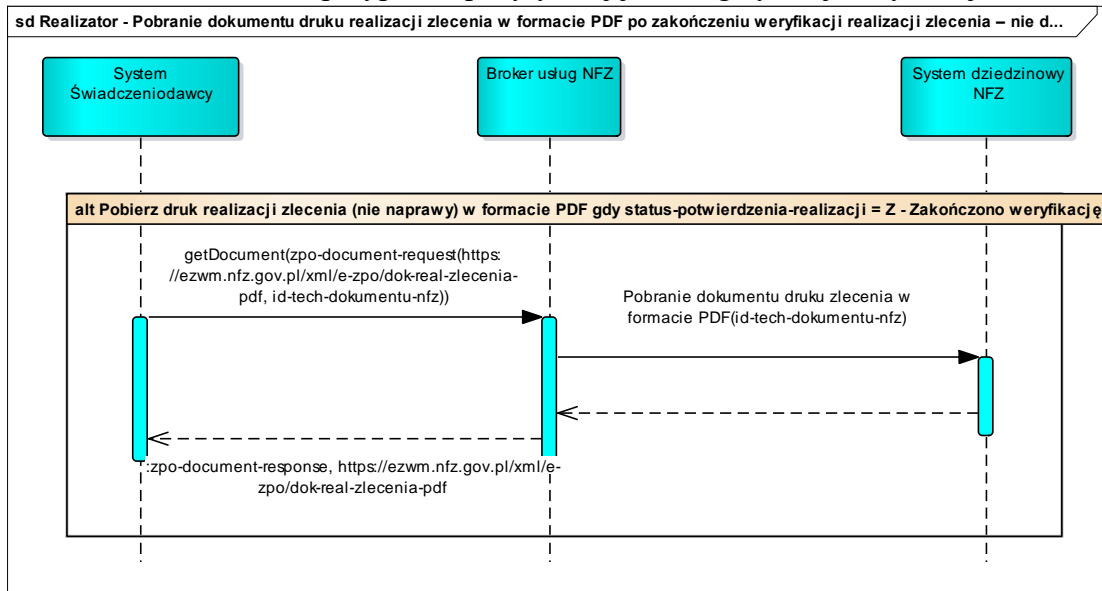 sd Realizator - Pobranie dokumentu druku realizacji zlecenia w formacie PDF po zakończeniu weryfikacji realizacji zlecenia – nie d...
System
Świadczeniodawcy
Broker usług NFZ
System dziedzinowy
NFZ
alt Pobierz druk realizacji zlecenia (nie naprawy) w formacie PDF gdy status-potwierdzenia-realizacji = Z - Zakończono weryfikację
getDocument(zpo-document-request(https:
//ezwm.nfz.gov.pl/xml/e-zpo/dok-real-zlecenia-
pdf, id-tech-dokumentu-nfz))
Pobranie dokumentu druku zlecenia w
formacie PDF(id-tech-dokumentu-nfz)
:zpo-document-response, https://ezwm.nfz.gov.pl/xml/e-
zpo/dok-real-zlecenia-pdf